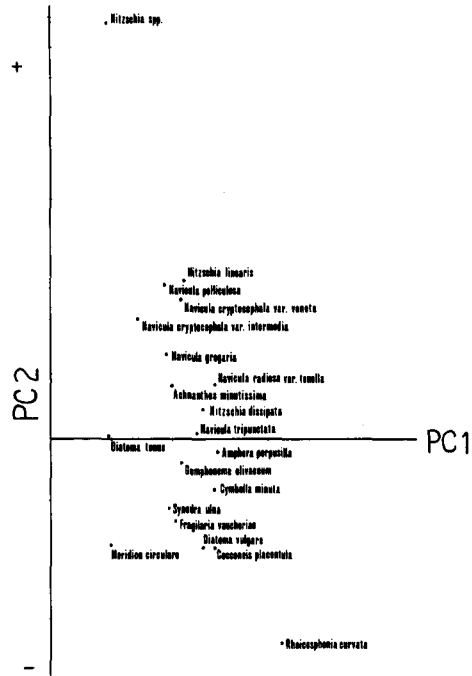 Nitzschia spp.
+
Nitzschia linearis
Navicula pelliculosa
Navicula cryptocephala var. veneta
Navicula cryptocephala var. intermedia
Navicula gregaria
Navicula radiosa var. tenella
Achnanthes minutissima
Nitzschia dissipata
Navicula tripunctata
PC2
PC1
Diatoma tenue
Amphora perpusilla
Gomphonema olivaceum
Cymbella minuta
Synedra ulna
Fragilaria vaucheriae
Diatoma vulgare
Meridion circulare
Cocconeis placentula
Rhoicosphenia curvata
-